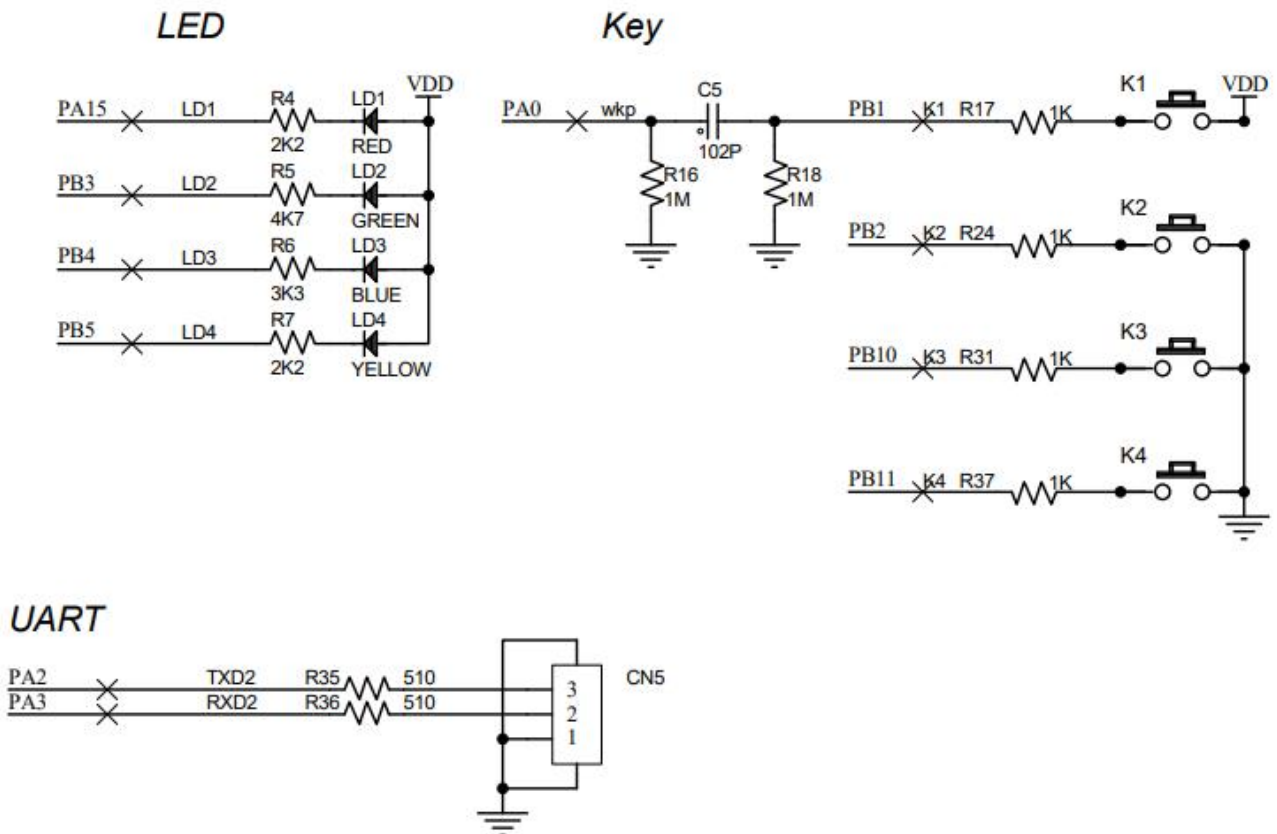 LED
VDD
PA15 LD1 R4 2K2 LD1 RED
PB3 LD2 R5 4K7 LD2 GREEN
PB4 LD3 R6 3K3 LD3 BLUE
PB5 LD4 R7 2K2 LD4 YELLOW
Key
PA0 wkp C5 102P PB1 K1 R17 1K K1 VDD
R16 1M R18 1M
PB2 K2 R24 1K K2
PB10 K3 R31 1K K3
PB11 K4 R37 1K K4
UART
PA2 TXD2 R35 510 3 CN5
PA3 RXD2 R36 510 2
1